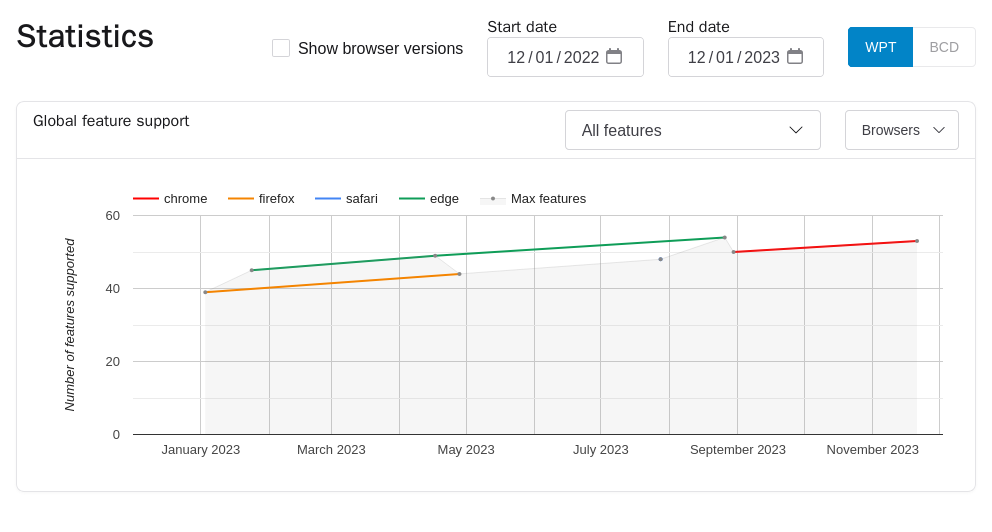 Statistics
Show browser versions
Start date
12/01/2022
End date
12/01/2023
WPT
BCD
Global feature support
All features
Browsers
chrome firefox safari edge Max features
Number of features supported
60
40
20
0
January 2023 March 2023 May 2023 July 2023 September 2023 November 2023